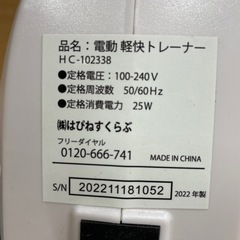 品名：電動 軽快トレーナー
HC-102338
●定格電圧：100-240V
●定格周波数 50/60Hz
●定格消費電力 25W
㈱はぴねすくらぶ
フリーダイヤル
0120-666-741 MADE IN CHINA
S/N 202211181052 2022年製